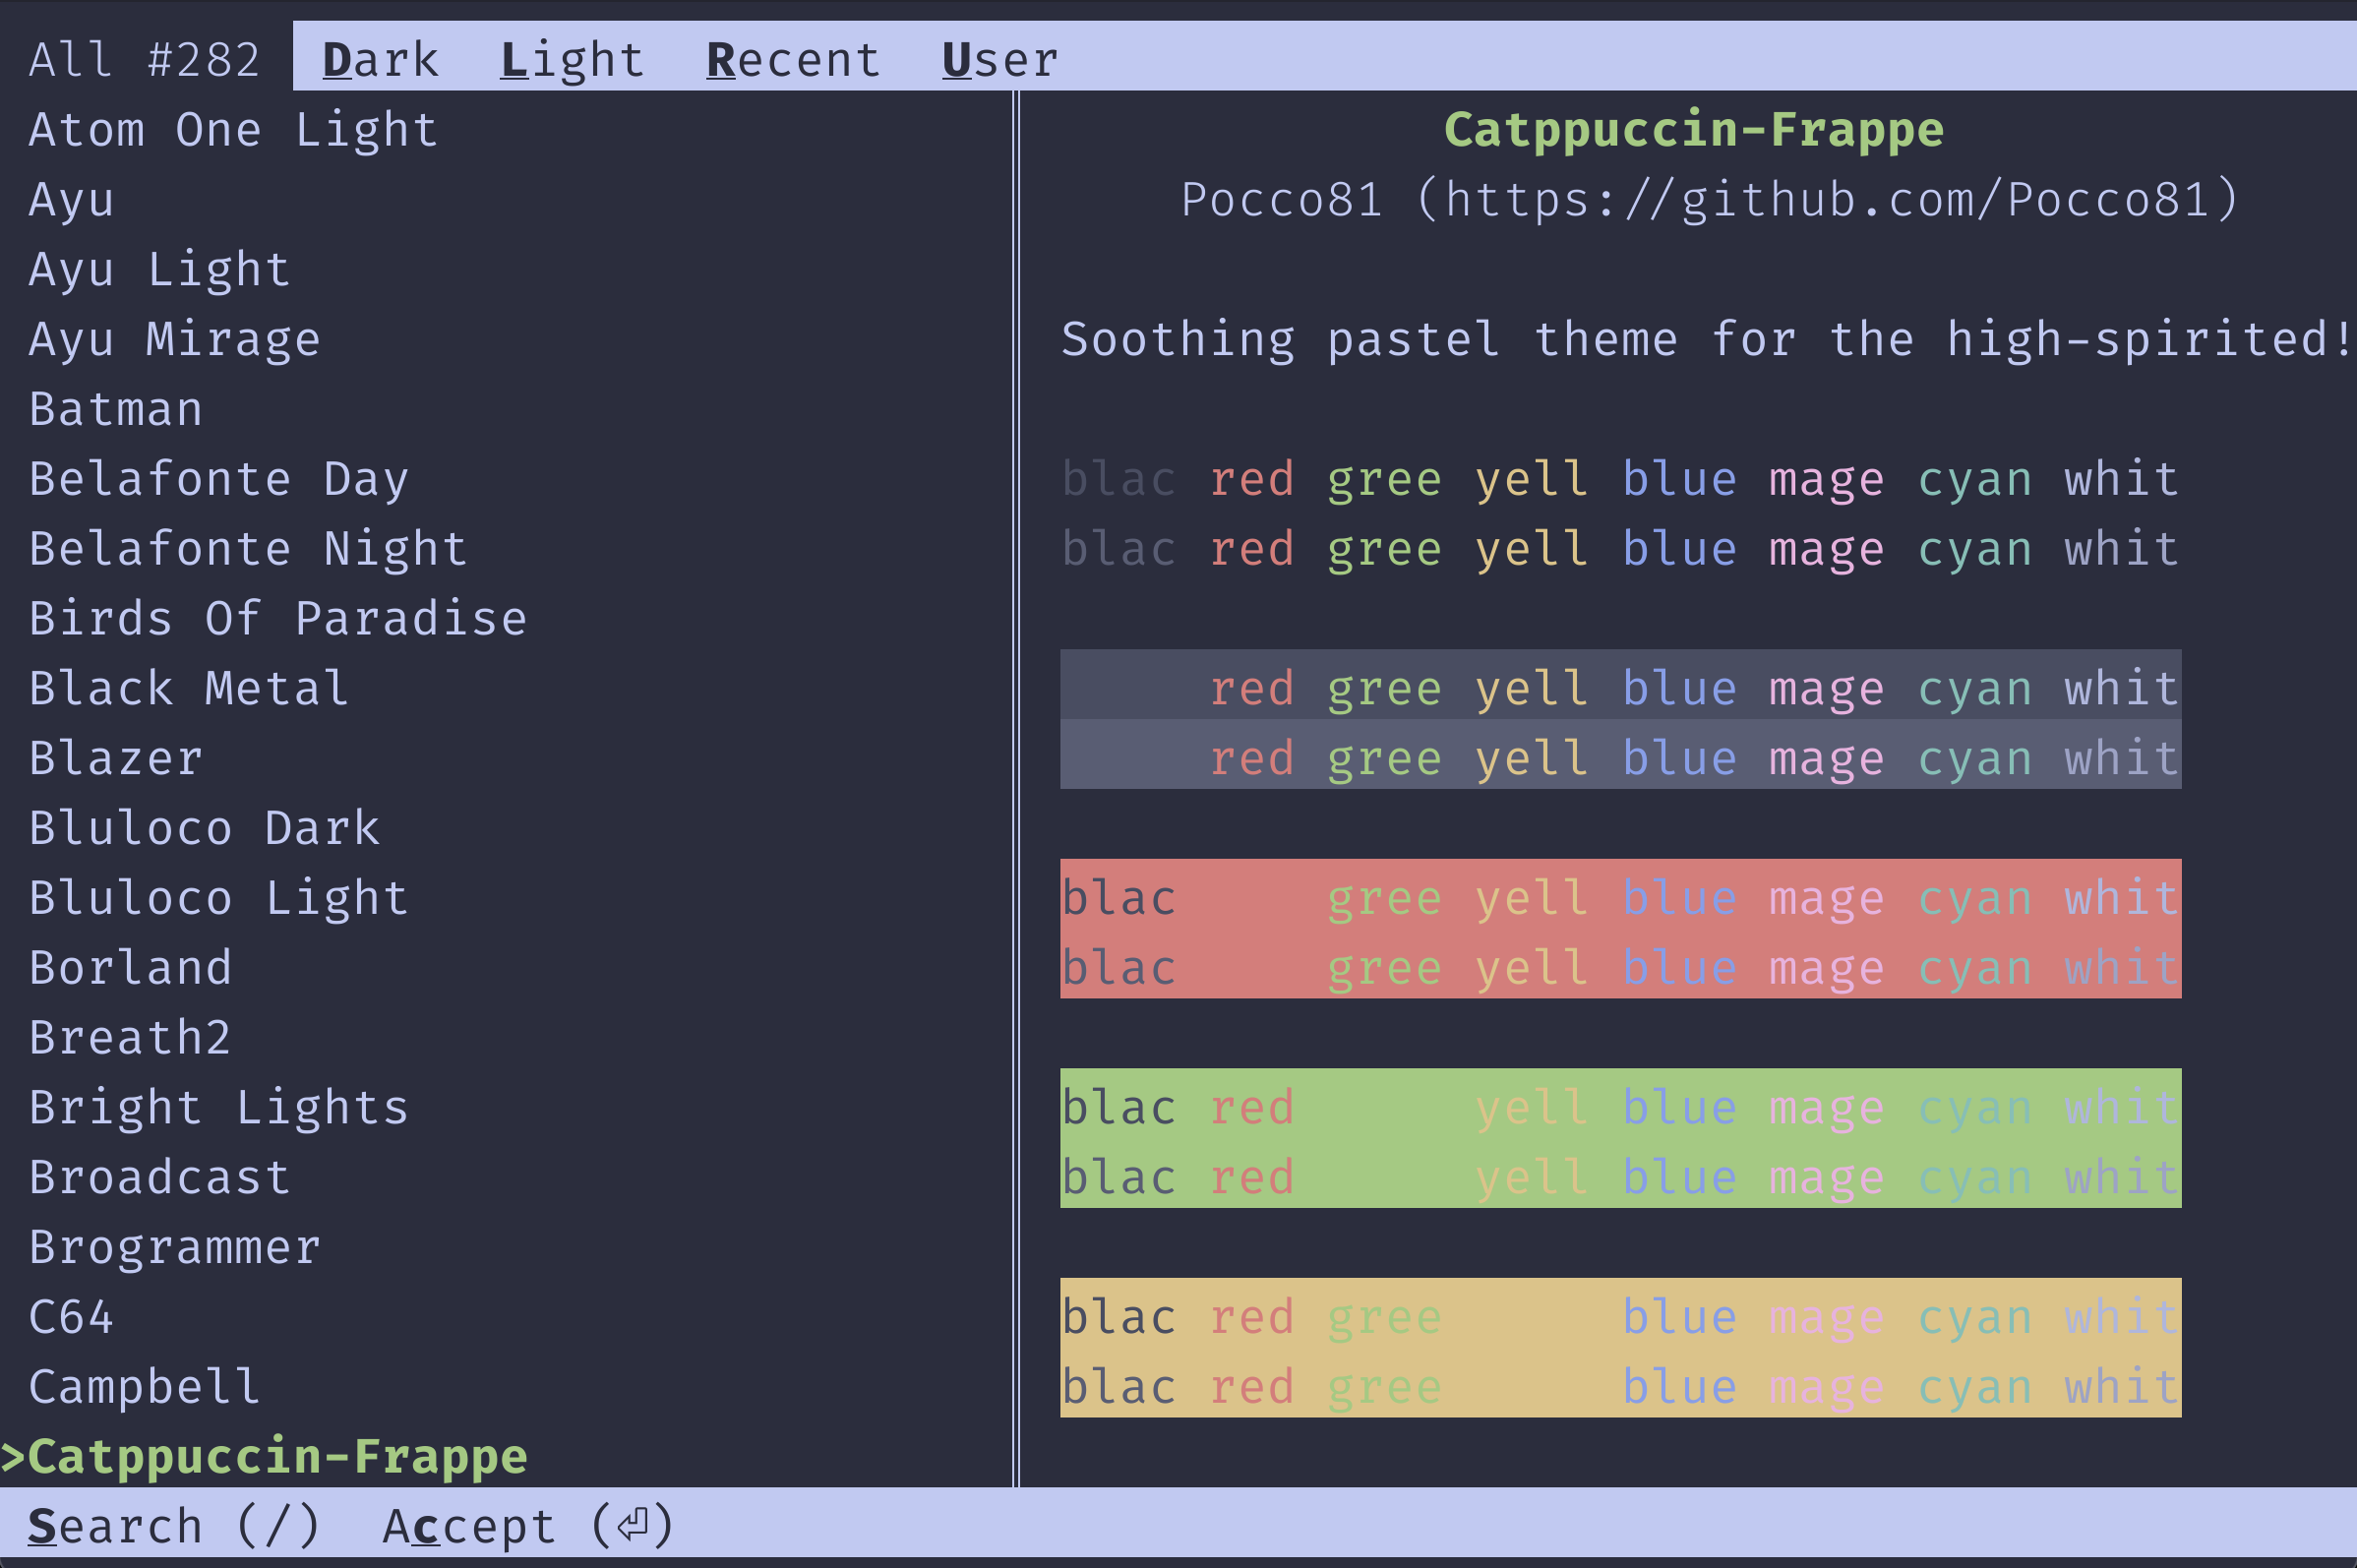 All #282 Dark Light Recent User
Atom One Light
Ayu
Ayu Light
Ayu Mirage
Batman
Belafonte Day
Belafonte Night
Birds Of Paradise
Black Metal
Blazer
Bluloco Dark
Bluloco Light
Borland
Breath2
Bright Lights
Broadcast
Brogrammer
C64
Campbell
>Catppuccin-Frappe
Catppuccin-Frappe
Pocco81 (https://github.com/Pocco81)
Soothing pastel theme for the high-spirited!
blac red gree yell blue mage cyan whit
blac red gree yell blue mage cyan whit
red gree yell blue mage cyan whit
red gree yell blue mage cyan whit
blac gree yell blue mage cyan whit
blac gree yell blue mage cyan whit
blac red yell blue mage cyan whit
blac red yell blue mage cyan whit
blac red gree blue mage cyan whit
blac red gree blue mage cyan whit
Search (/) Accept (⏎)